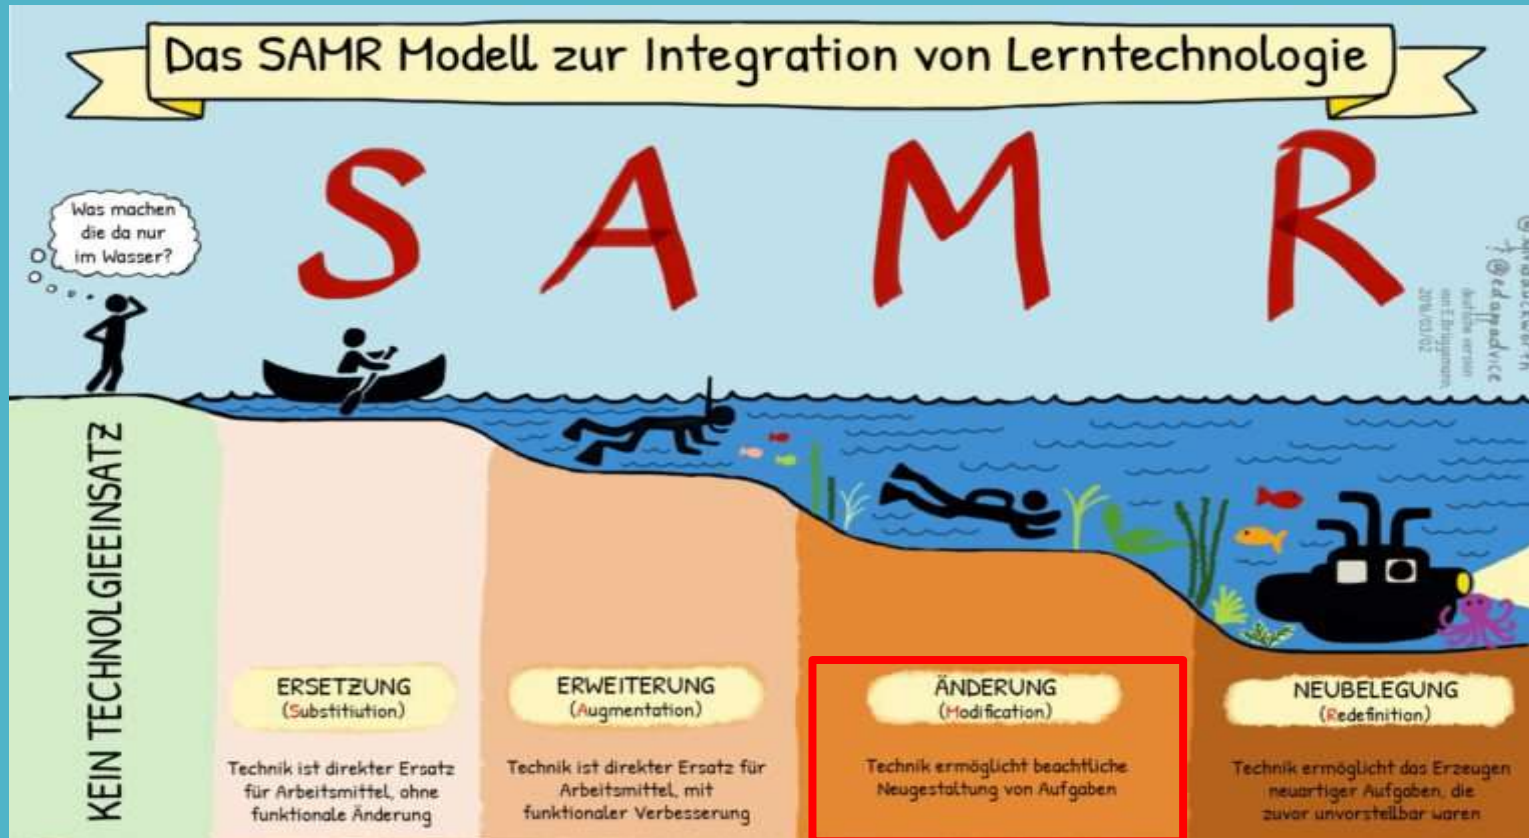 Das SAMR Modell zur Integration von Lerntechnologie
S A M R
Was machen
die da nur
im Wasser?
KEIN TECHNOLGIEEINSATZ
ERSETZUNG
(Substitiution)
Technik ist direkter Ersatz
für Arbeitsmittel, ohne
funktionale Änderung
ERWEITERUNG
(Augmentation)
Technik ist direkter Ersatz für
Arbeitsmittel, mit
funktionaler Verbesserung
ÄNDERUNG
(Modification)
Technik ermöglicht beachtliche
Neugestaltung von Aufgaben
NEUBELEGUNG
(Redefinition)
Technik ermöglicht das Erzeugen
neuartiger Aufgaben, die
zuvor unvorstellbar waren
@edappadvice
deutsche version
von E.Brüggemann,
2016/03/02